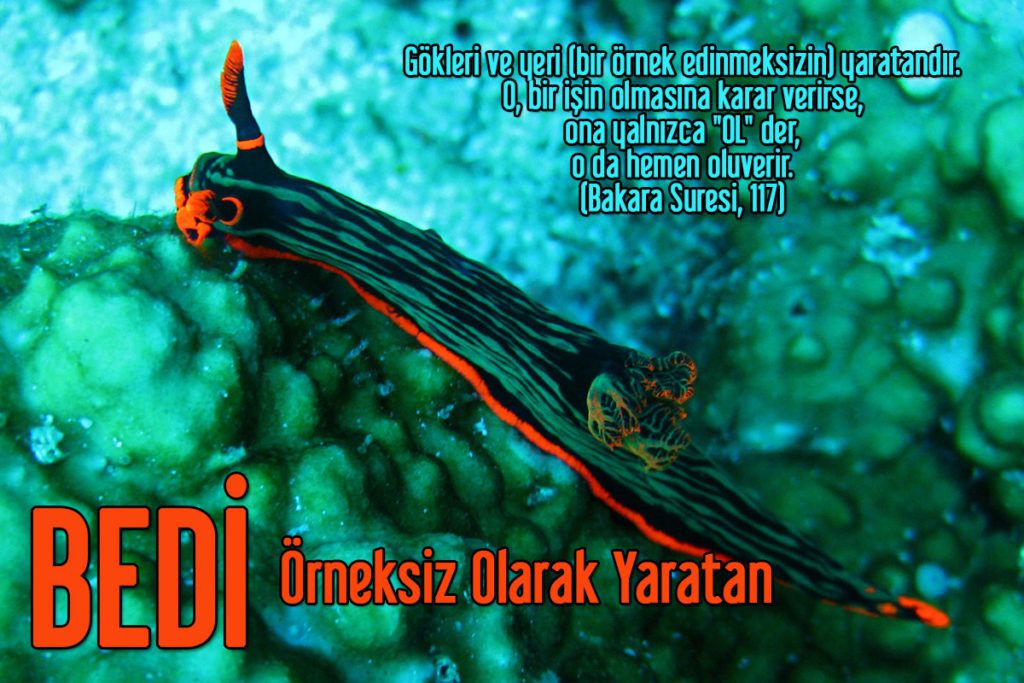 Gökleri ve yeri (bir örnek edinmeksizin) yaratandır.
O, bir işin olmasına karar verirse,
ona yalnızca "OL" der,
o da hemen oluverir.
(Bakara Suresi, 117)
BEDİ
Örneksiz Olarak Yaratan